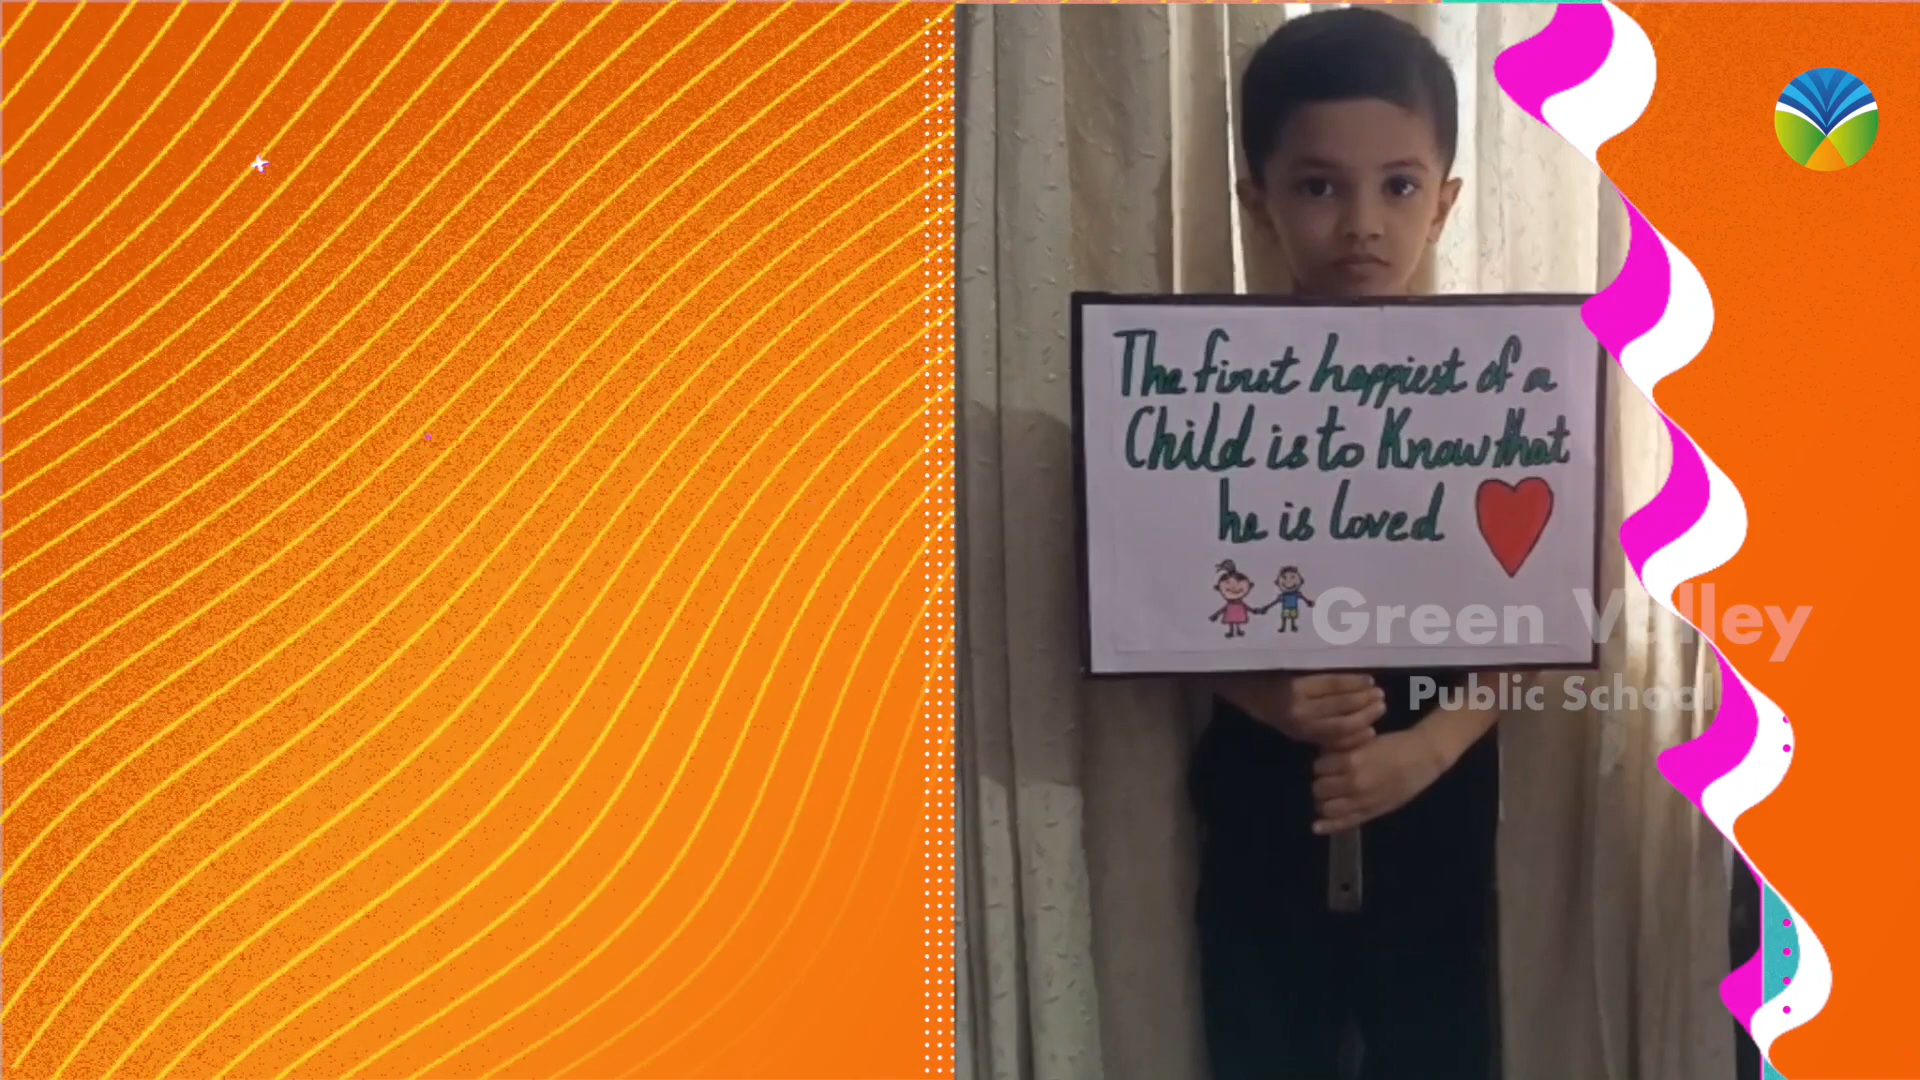 The first happiest of a
Child is to Know that
he is loved
Green Valley
Public School